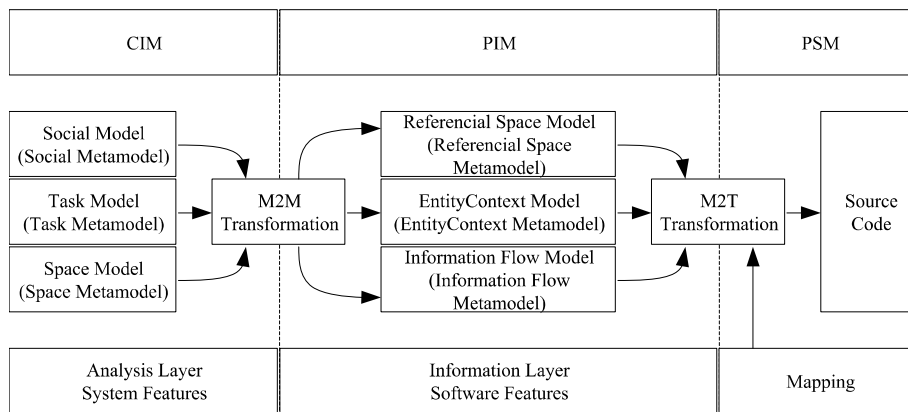 CIM
PIM
PSM
Social Model
(Social Metamodel)
Task Model
(Task Metamodel)
Space Model
(Space Metamodel)
M2M
Transformation
Referencial Space Model
(Referencial Space
Metamodel)
EntityContext Model
(EntityContext Metamodel)
Information Flow Model
(Information Flow
Metamodel)
M2T
Transformation
Source
Code
Analysis Layer
System Features
Information Layer
Software Features
Mapping